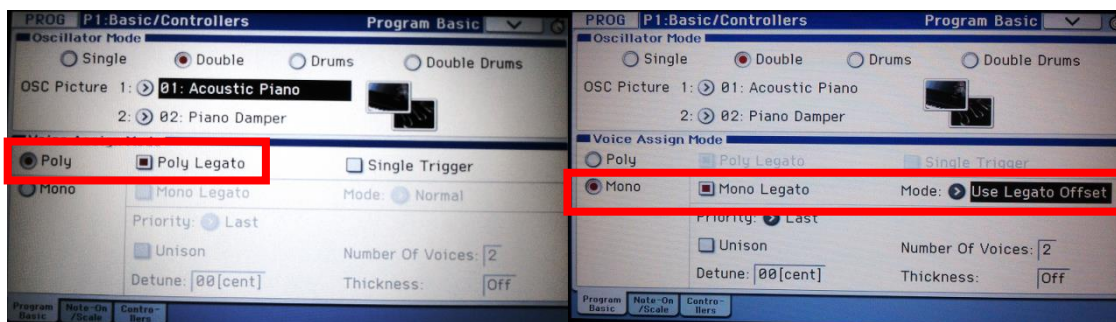 PROG P1:Basic/Controllers Program Basic
Oscillator Mode
Single Double Drums Double Drums
OSC Picture 1: 01: Acoustic Piano
2: 02: Piano Damper
Voice Assign Mode
Poly Poly Legato Single Trigger
Mono Mono Legato Mode: Normal
Priority: Last
Unison Number Of Voices: 2
Detune: 00[cent] Thickness: Off
Program Basic Note-On /Scale Contro- llers
PROG P1:Basic/Controllers Program Basic
Oscillator Mode
Single Double Drums Double Drums
OSC Picture 1: 01: Acoustic Piano
2: 02: Piano Damper
Voice Assign Mode
Poly Poly Legato Single Trigger
Mono Mono Legato Mode: Use Legato Offset
Priority: Last
Unison Number Of Voices: 2
Detune: 00[cent] Thickness: Off
Program Basic Note-On /Scale Contro- llers